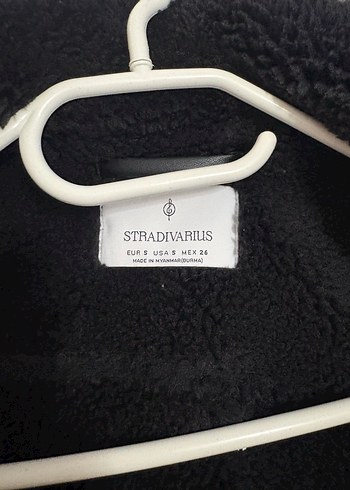 STRADIVARIUS
EUR S USA S MEX 26
MADE IN MYANMAR(BURMA)